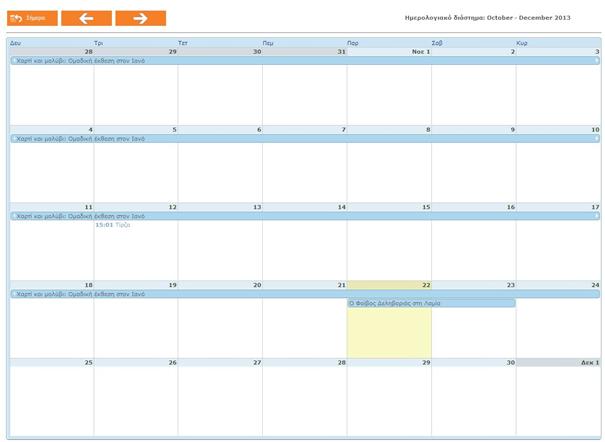 Σήμερα
Ημερολογιακό διάστημα: October - December 2013
Δευ Τρι Τετ Πεμ Παρ Σαβ Κυρ
28 29 30 31 Νοε 1 2 3
Χαρτί και μολύβι: Ομαδική έκθεση στον Ιανό
4 5 6 7 8 9 10
Χαρτί και μολύβι: Ομαδική έκθεση στον Ιανό
11 12 13 14 15 16 17
Χαρτί και μολύβι: Ομαδική έκθεση στον Ιανό
15:01 Τίρζα
18 19 20 21 22 23 24
Χαρτί και μολύβι: Ομαδική έκθεση στον Ιανό
Ο Φοίβος Δεληβοριάς στη Λαμία
25 26 27 28 29 30 Δεκ 1